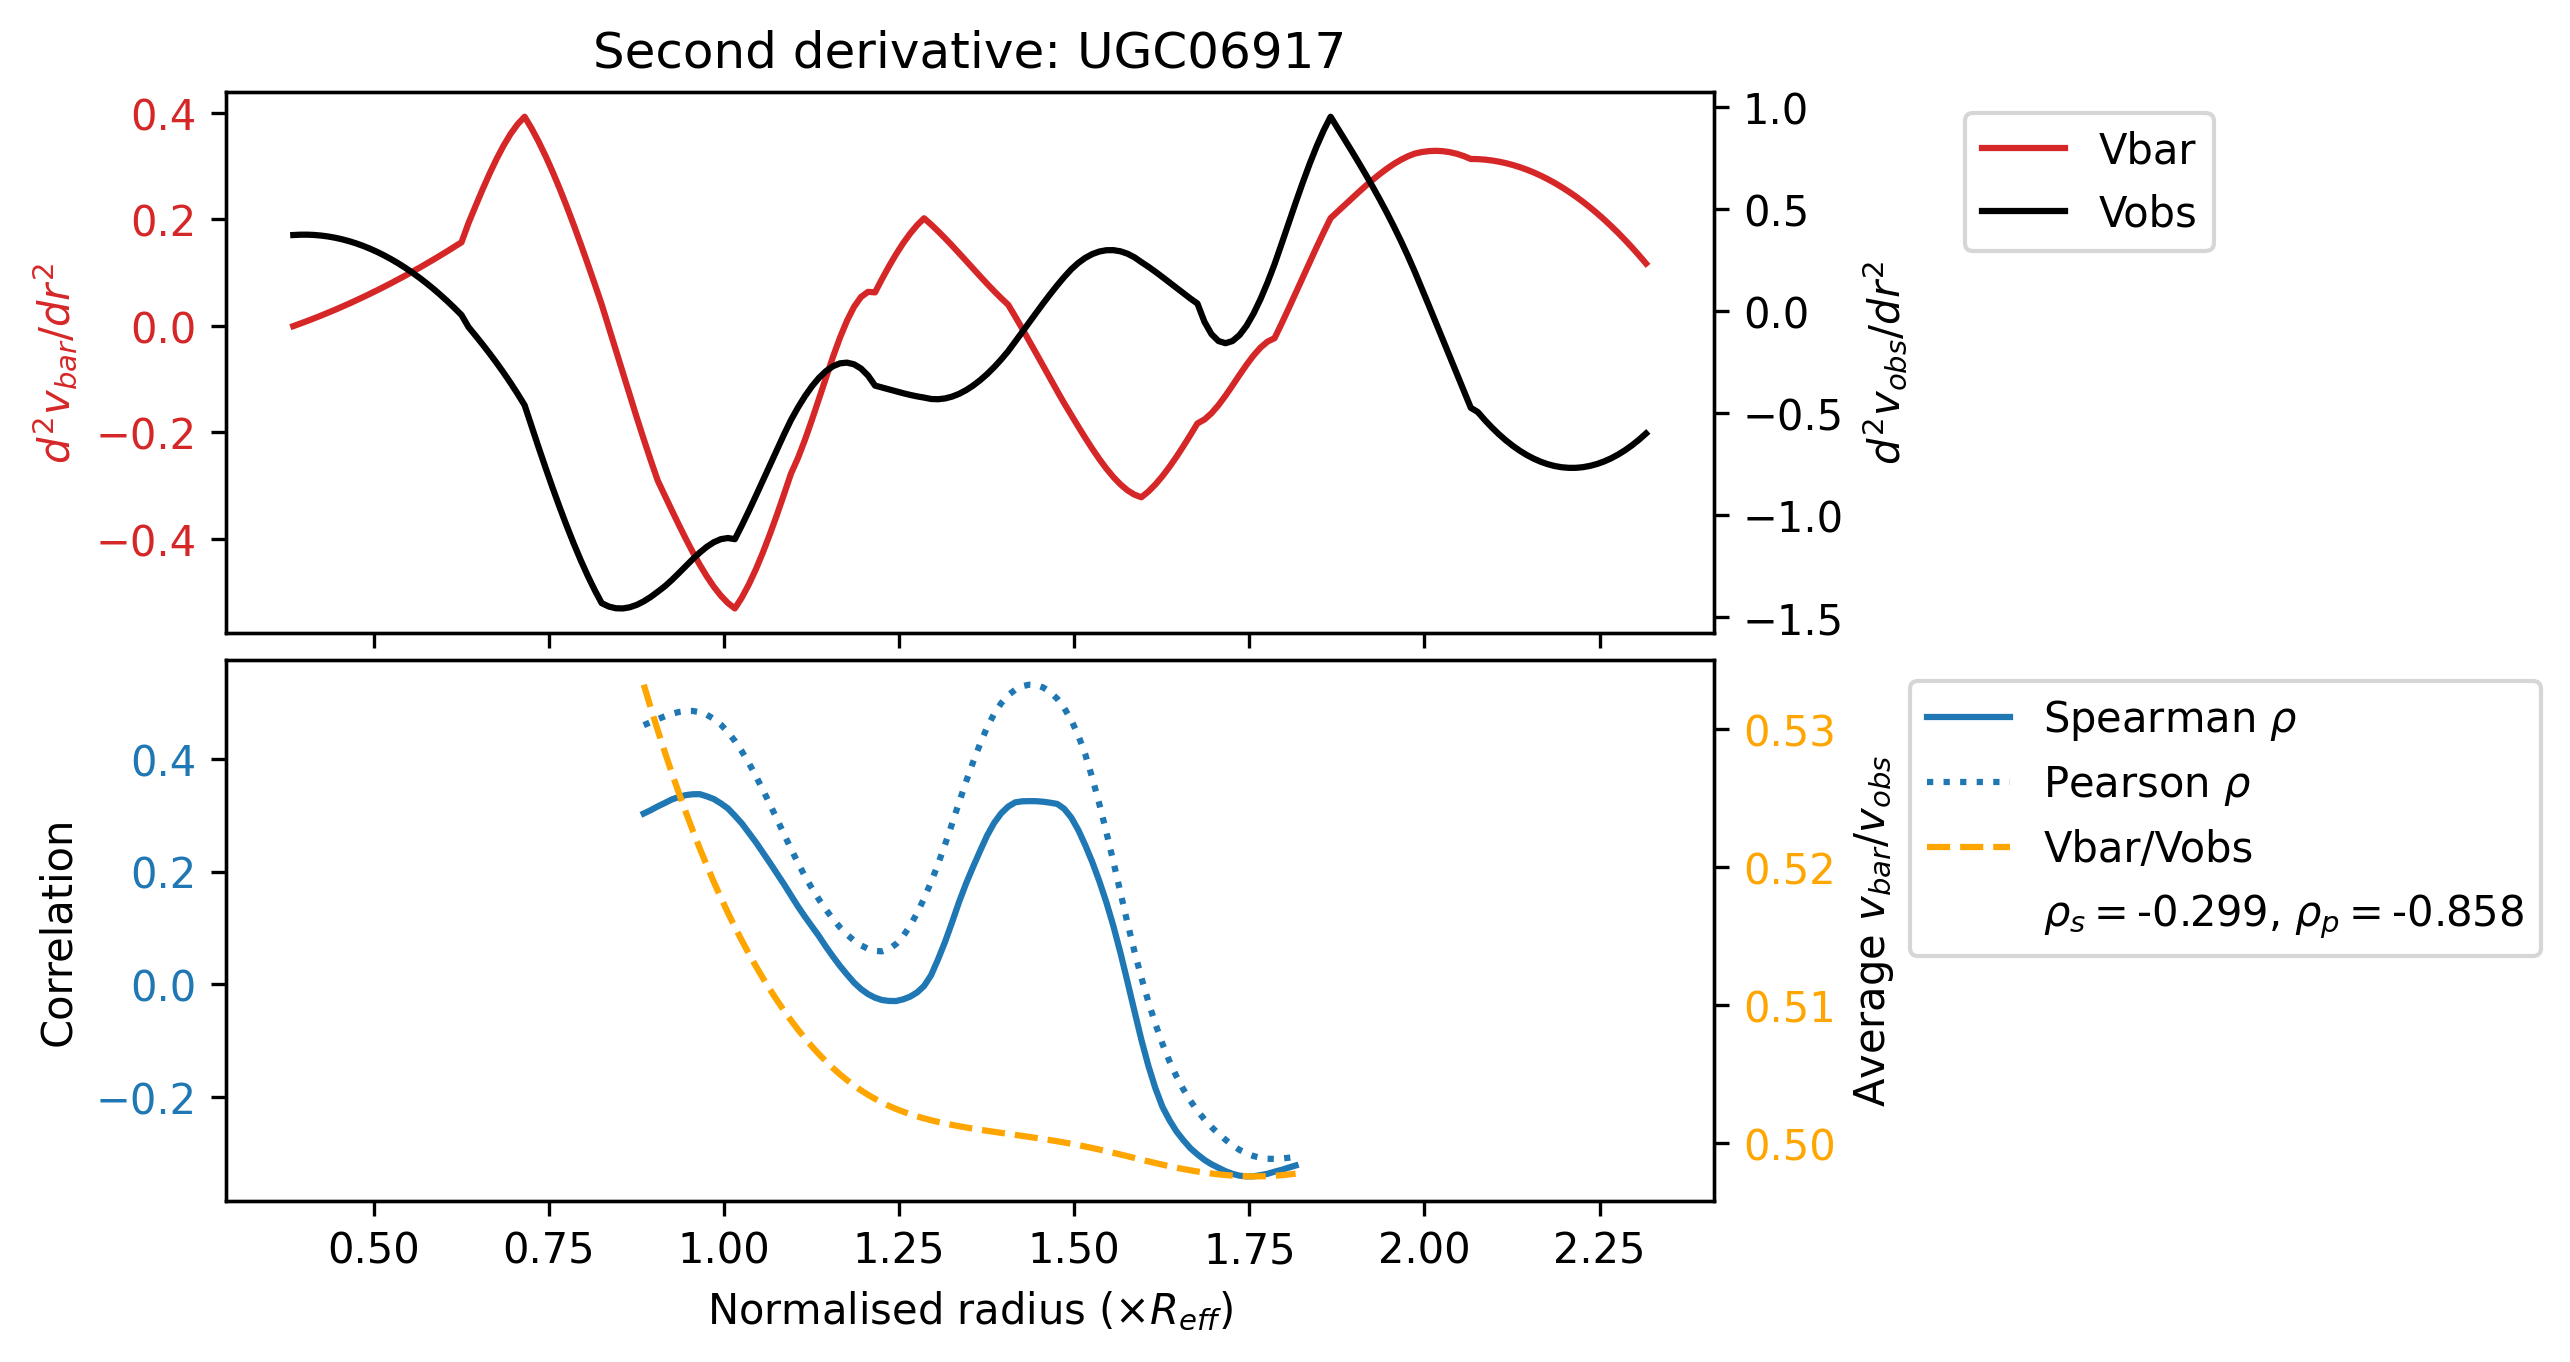 Second derivative: UGC06917
0.4
0.2
0.0
−0.2
−0.4
d²v_bar/dr²
1.0
0.5
0.0
−0.5
−1.0
−1.5
d²v_obs/dr²
Vbar
Vobs
0.4
0.2
0.0
−0.2
Correlation
0.53
0.52
0.51
0.50
Average v_bar/v_obs
Spearman ρ
Pearson ρ
Vbar/Vobs
ρ_s = -0.299, ρ_p = -0.858
0.50 0.75 1.00 1.25 1.50 1.75 2.00 2.25
Normalised radius (×R_eff)